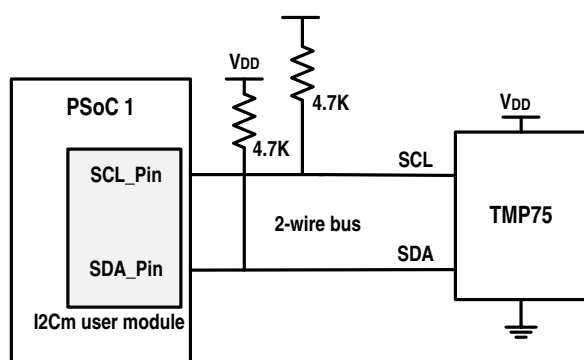 VDD
4.7K
PSoC 1
VDD
4.7K
SCL_Pin
SCL
TMP75
2-wire bus
SDA_Pin
SDA
I2Cm user module